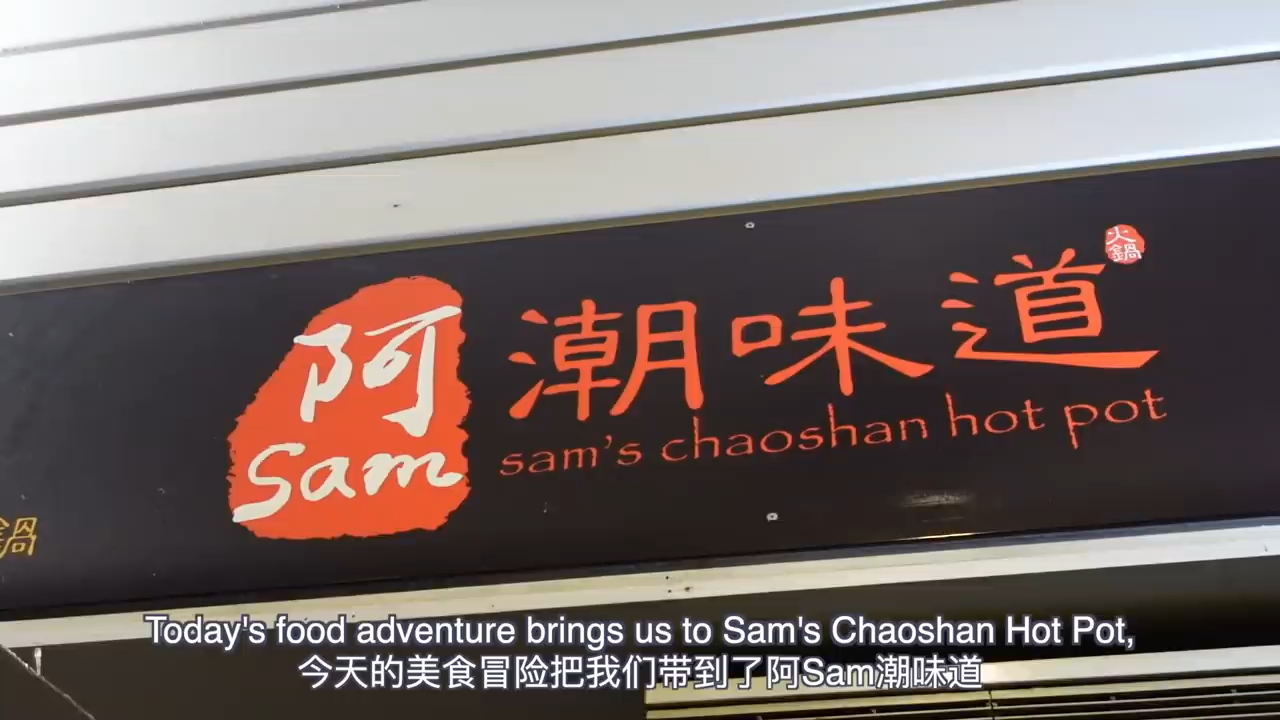 火
鍋
阿
潮味道
Sam
sam's chaoshan hot pot
鍋
Today's food adventure brings us to Sam's Chaoshan Hot Pot,
今天的美食冒险把我们带到了阿Sam潮味道